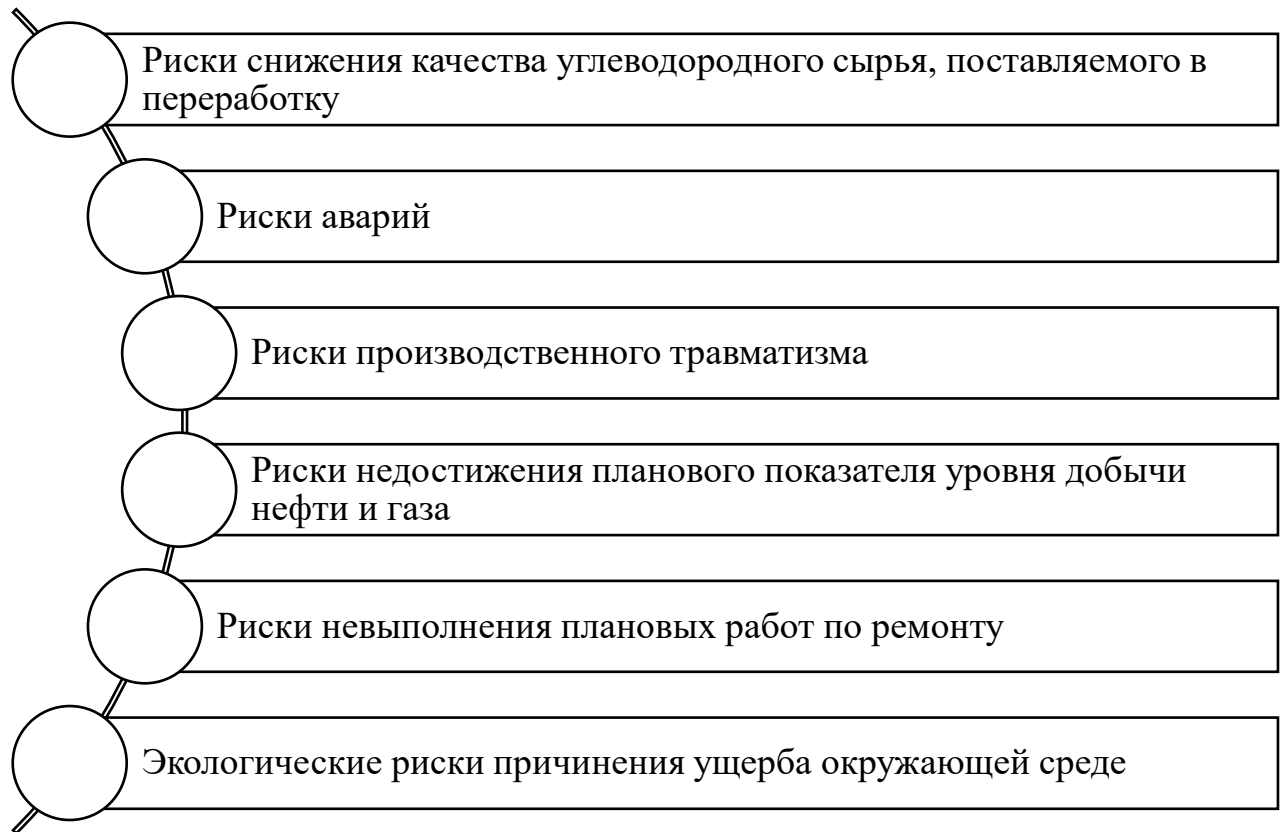 Риски снижения качества углеводородного сырья, поставляемого в
переработку
Риски аварий
Риски производственного травматизма
Риски недостижения планового показателя уровня добычи
нефти и газа
Риски невыполнения плановых работ по ремонту
Экологические риски причинения ущерба окружающей среде